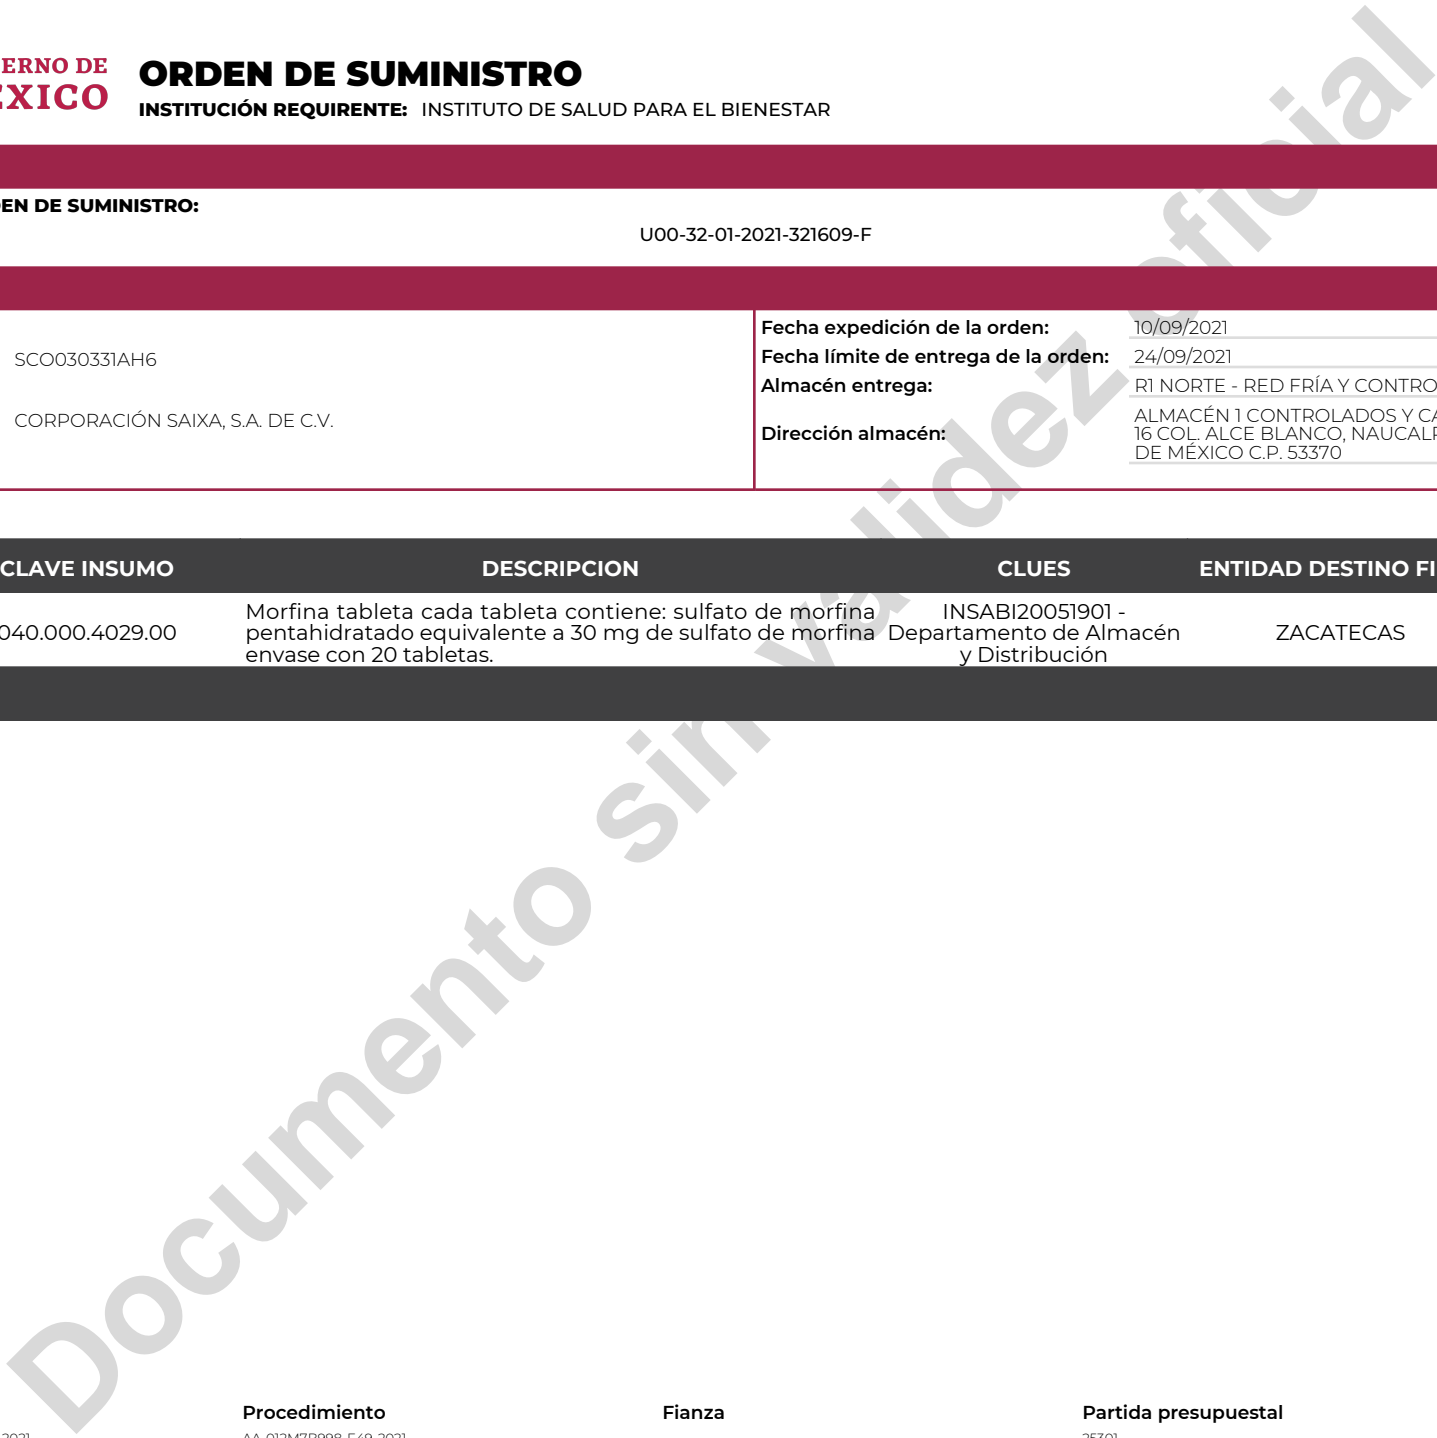 ERNO DE
ÉXICO
ORDEN DE SUMINISTRO
INSTITUCIÓN REQUIRENTE: INSTITUTO DE SALUD PARA EL BIENESTAR
EN DE SUMINISTRO:
U00-32-01-2021-321609-F
SCO030331AH6
CORPORACIÓN SAIXA, S.A. DE C.V.
Fecha expedición de la orden: 10/09/2021
Fecha límite de entrega de la orden: 24/09/2021
Almacén entrega: R1 NORTE - RED FRÍA Y CONTRO
Dirección almacén:
ALMACÉN 1 CONTROLADOS Y CA
16 COL. ALCE BLANCO, NAUCALP
DE MÉXICO C.P. 53370
CLAVE INSUMO DESCRIPCION CLUES ENTIDAD DESTINO FI
040.000.4029.00
Morfina tableta cada tableta contiene: sulfato de morfina
pentahidratado equivalente a 30 mg de sulfato de morfina
envase con 20 tabletas.
INSABI20051901 -
Departamento de Almacén
y Distribución
ZACATECAS
Documento sin validez oficial
Procedimiento Fianza Partida presupuestal